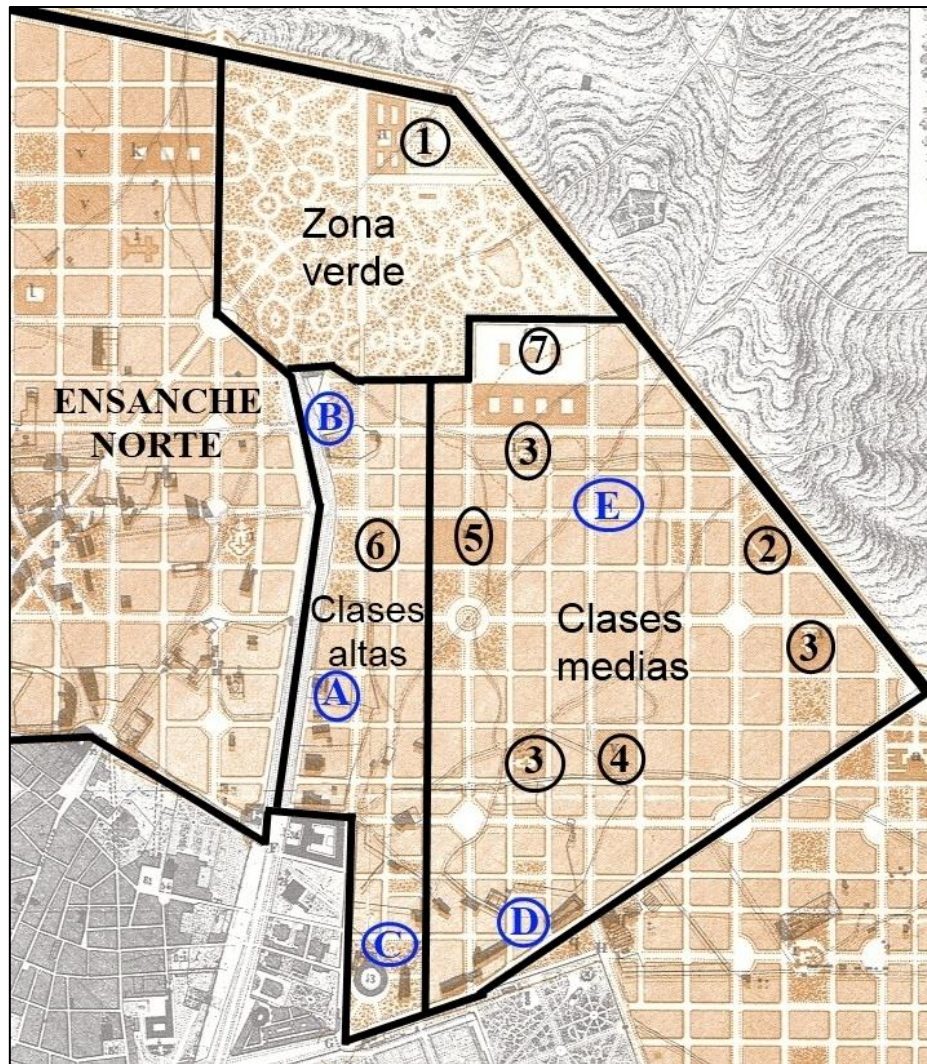 1
Zona
verde
7
ENSANCHE
NORTE
B
3
E
6
5
2
Clases
altas
Clases
medias
3
A
3
4
D
C